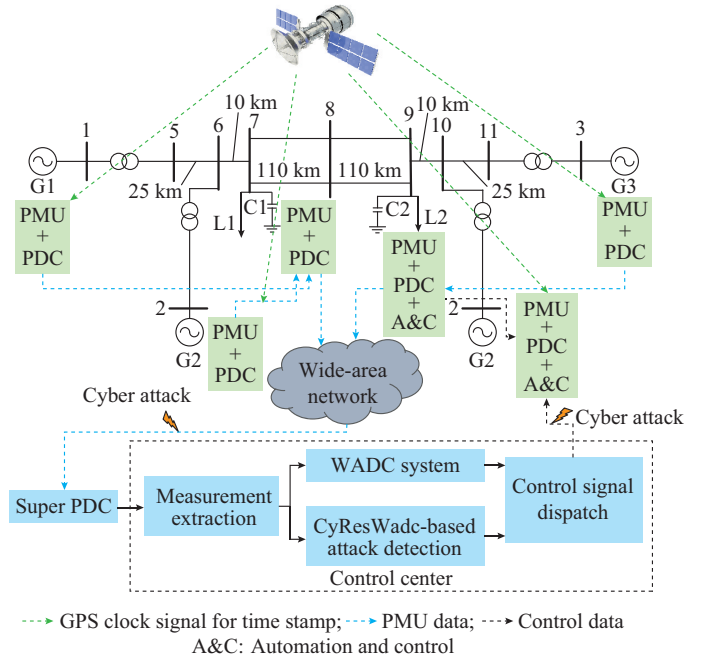 10 km
8
9
10 km
1
5
6
7
10
11
3
G1
25 km
110 km
110 km
25 km
G3
C1
C2
L1
L2
PMU
+
PDC
PMU
+
PDC
PMU
+
PDC
+
A&C
PMU
+
PDC
2
G2
PMU
+
PDC
2
G2
PMU
+
PDC
+
A&C
Wide-area
network
Cyber attack
Cyber attack
Super PDC
Measurement
extraction
WADC system
CyResWadc-based
attack detection
Control signal
dispatch
Control center
GPS clock signal for time stamp; PMU data; Control data
A&C: Automation and control